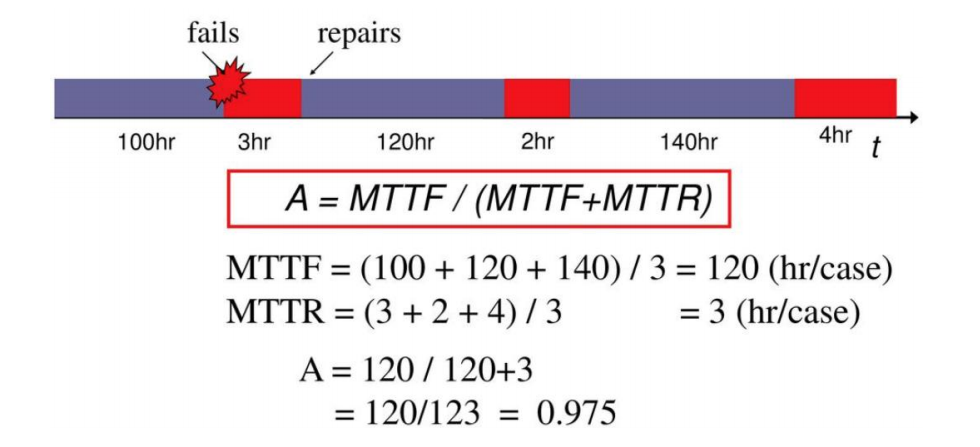 fails repairs
100hr 3hr 120hr 2hr 140hr 4hr t
A = MTTF / (MTTF+MTTR)
MTTF = (100 + 120 + 140) / 3 = 120 (hr/case)
MTTR = (3 + 2 + 4) / 3 = 3 (hr/case)
A = 120 / 120+3
= 120/123 = 0.975